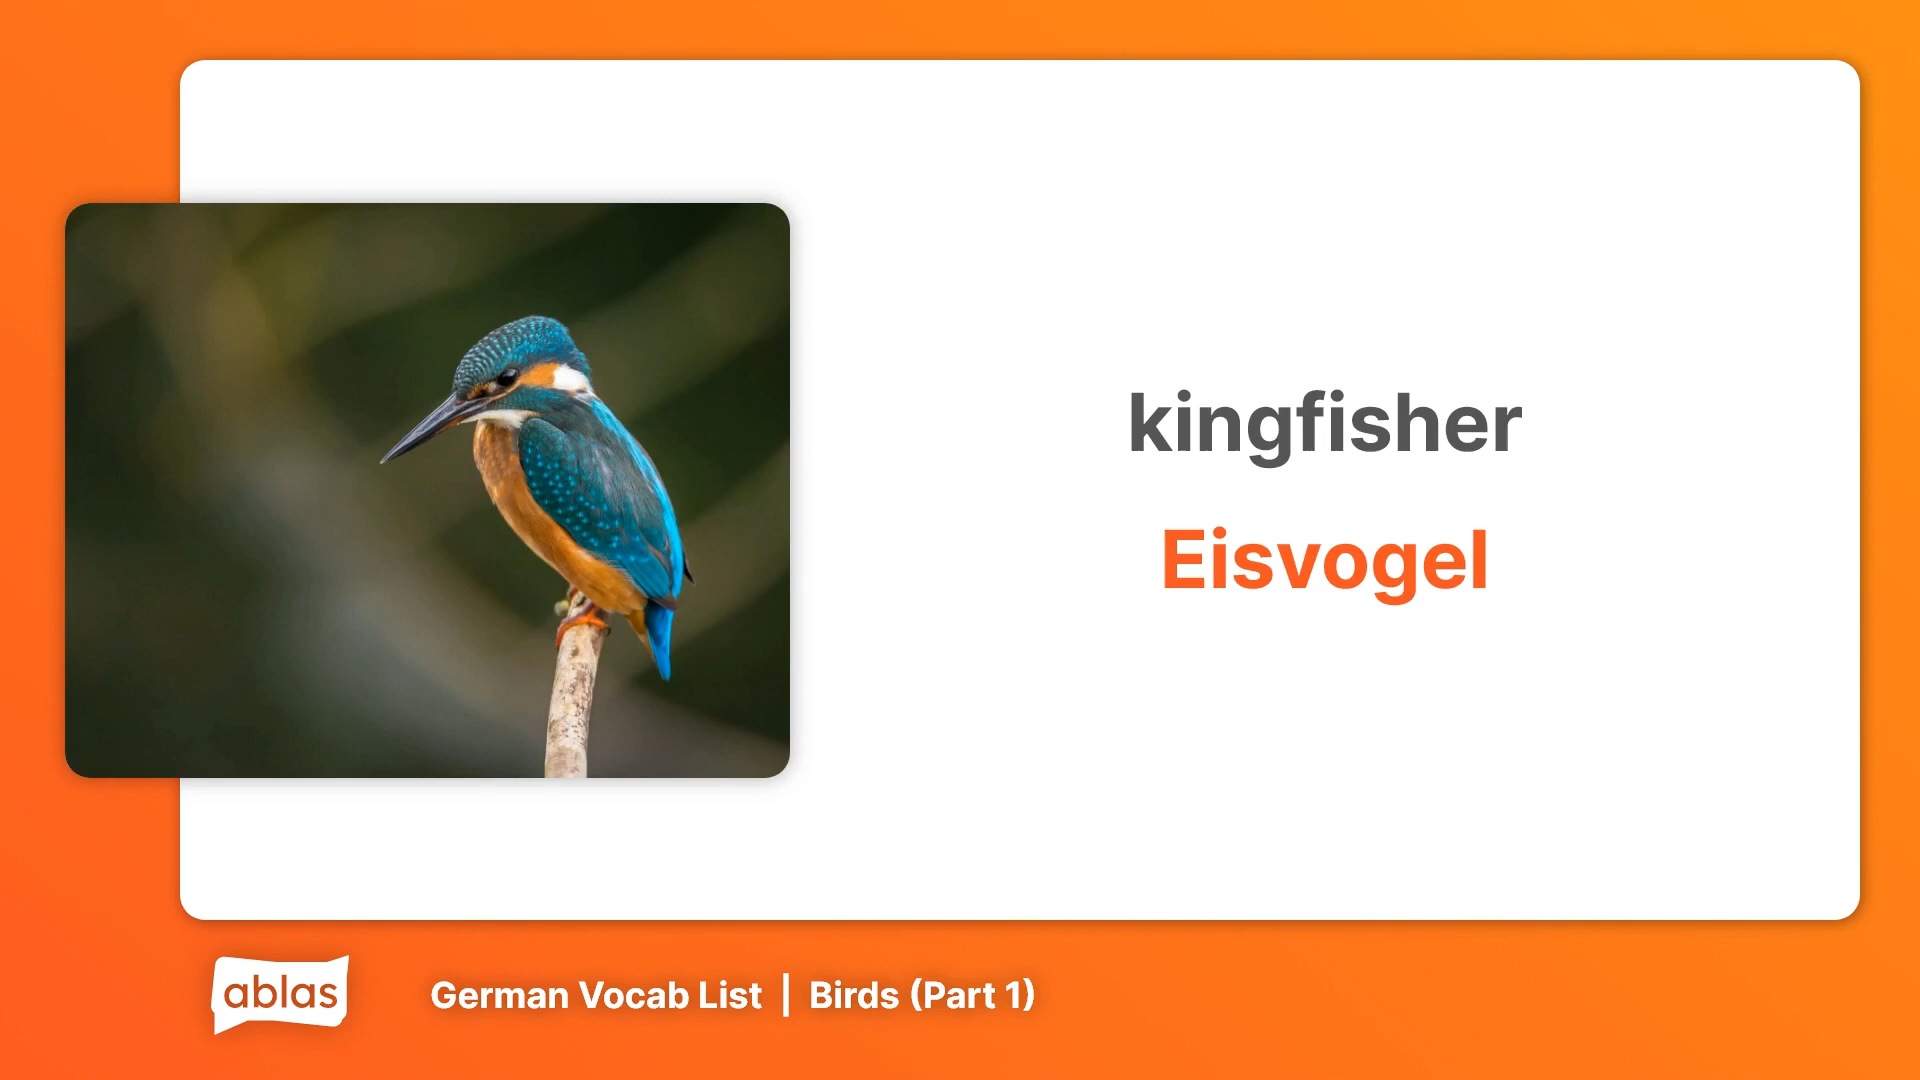 kingfisher
Eisvogel
ablas
German Vocab List | Birds (Part 1)